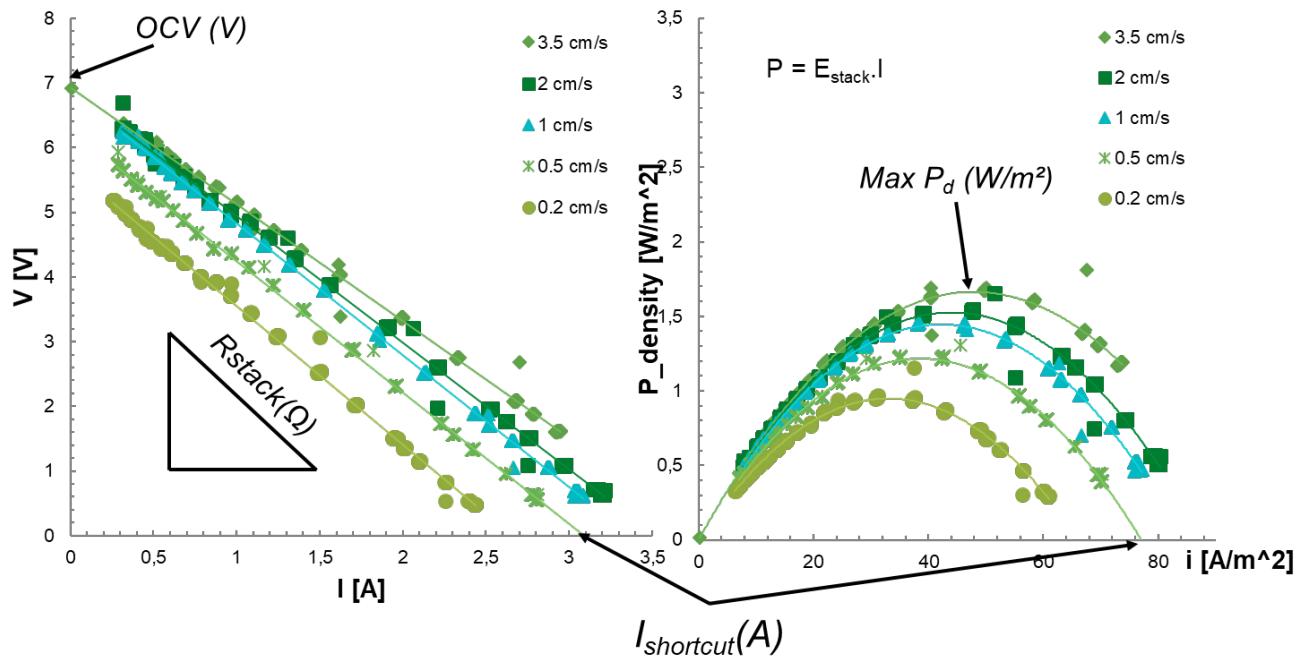 OCV (V)
8
7
6
5
4
3
2
1
0
V [V]
0
0,5
1
1,5
2
2,5
3
3,5
I [A]
3.5 cm/s
2 cm/s
1 cm/s
0.5 cm/s
0.2 cm/s
Rstack(Ω)
3,5
3
2,5
2
1,5
1
0,5
0
P_density [W/m^2]
0
20
40
60
80
i [A/m^2]
P = Estack.I
Max Pd (W/m²)
3.5 cm/s
2 cm/s
1 cm/s
0.5 cm/s
0.2 cm/s
Ishortcut(A)